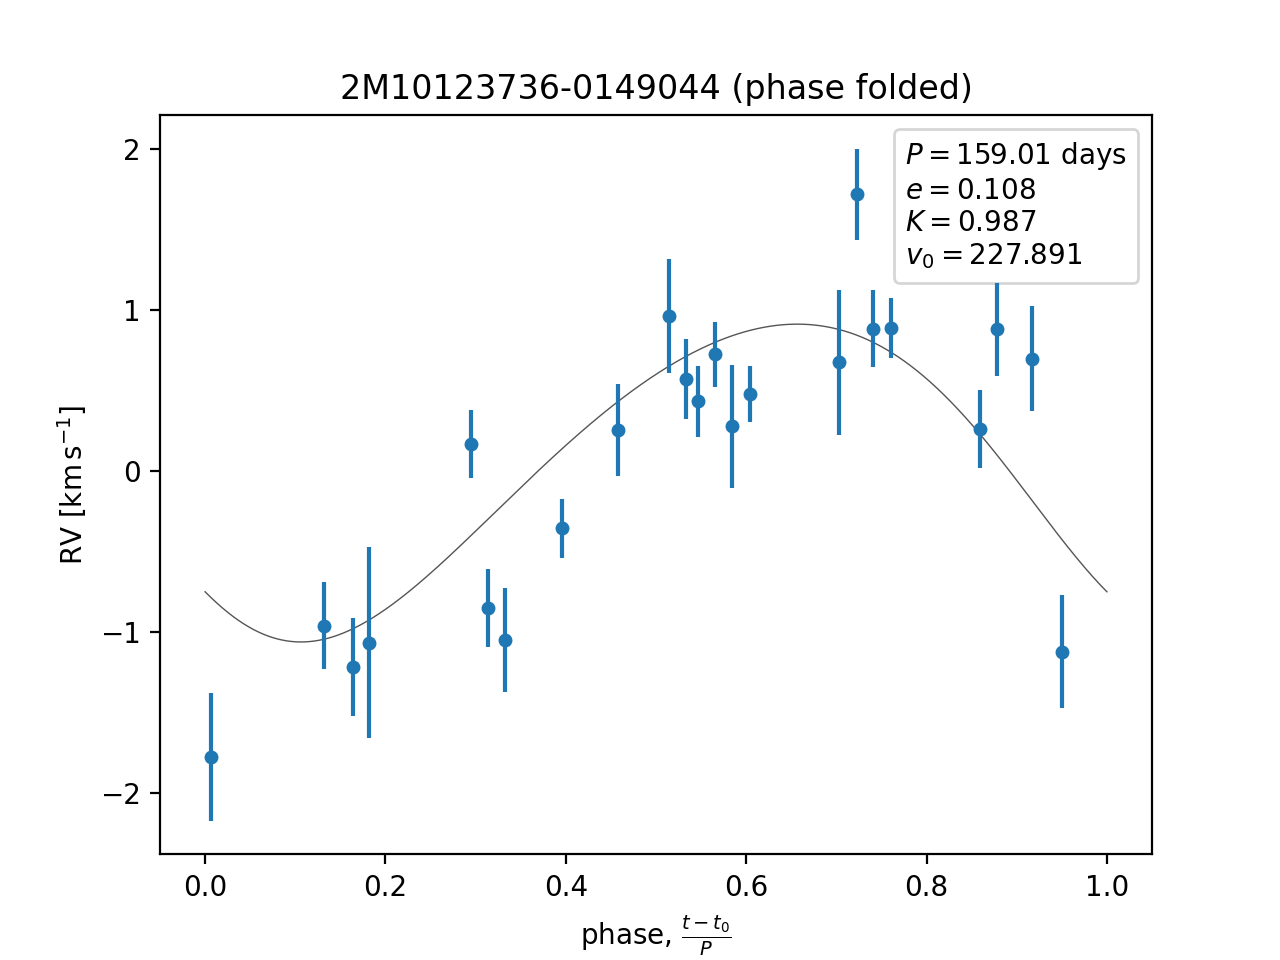 2M10123736-0149044 (phase folded)
P = 159.01 days
e = 0.108
K = 0.987
v₀ = 227.891
2
1
0
−1
−2
RV [km s⁻¹]
0.0 0.2 0.4 0.6 0.8 1.0
phase, (t − t₀)/P